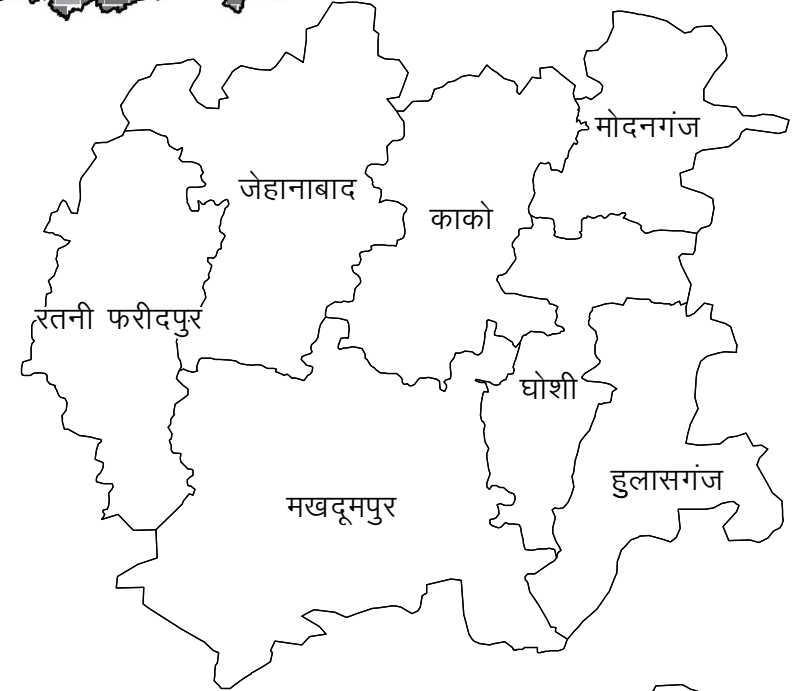 मोदनगंज
जेहानाबाद
काको
रतनी फरीदपुर
घोशी
हुलासगंज
मखदूमपुर